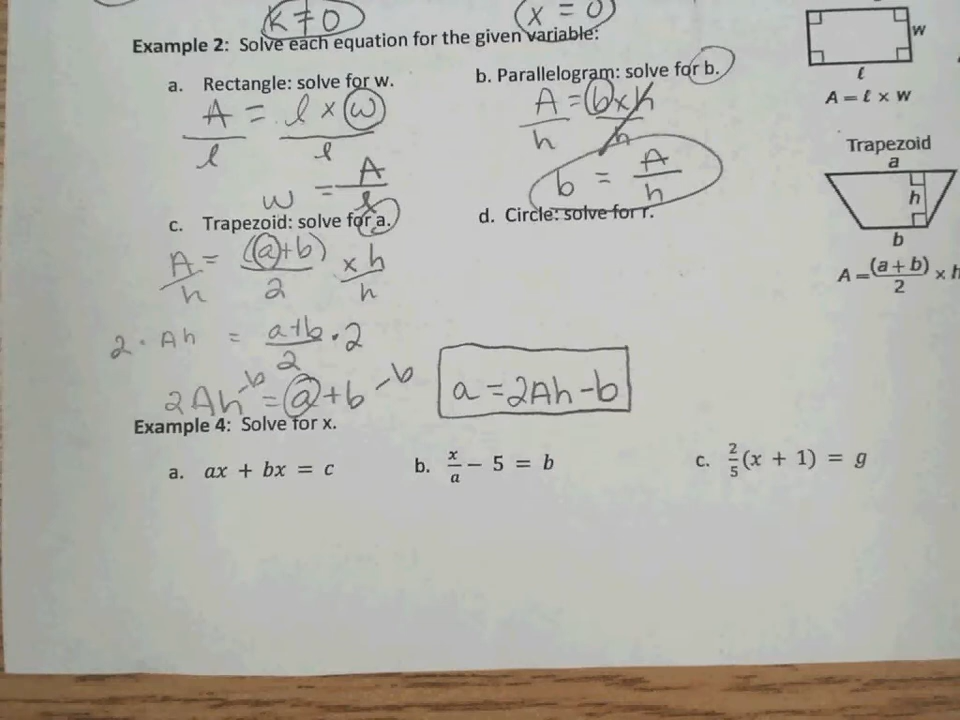 k ≠ 0
x = 0
Example 2: Solve each equation for the given variable:
a. Rectangle: solve for w.
A = l × w
l l
w = A/l
b. Parallelogram: solve for b.
A = b × h
h h
b = A/h
c. Trapezoid: solve for a.
A = (a+b) × h
h 2 h
2 · Ah = a+b/2 · 2
2Ah -b = a + b -b
a = 2Ah - b
d. Circle: solve for r.
w
ℓ
A = ℓ × w
Trapezoid
a
h
b
A = (a + b)/2 × h
Example 4: Solve for x.
a. ax + bx = c
b. x/a − 5 = b
c. 2/5(x + 1) = g